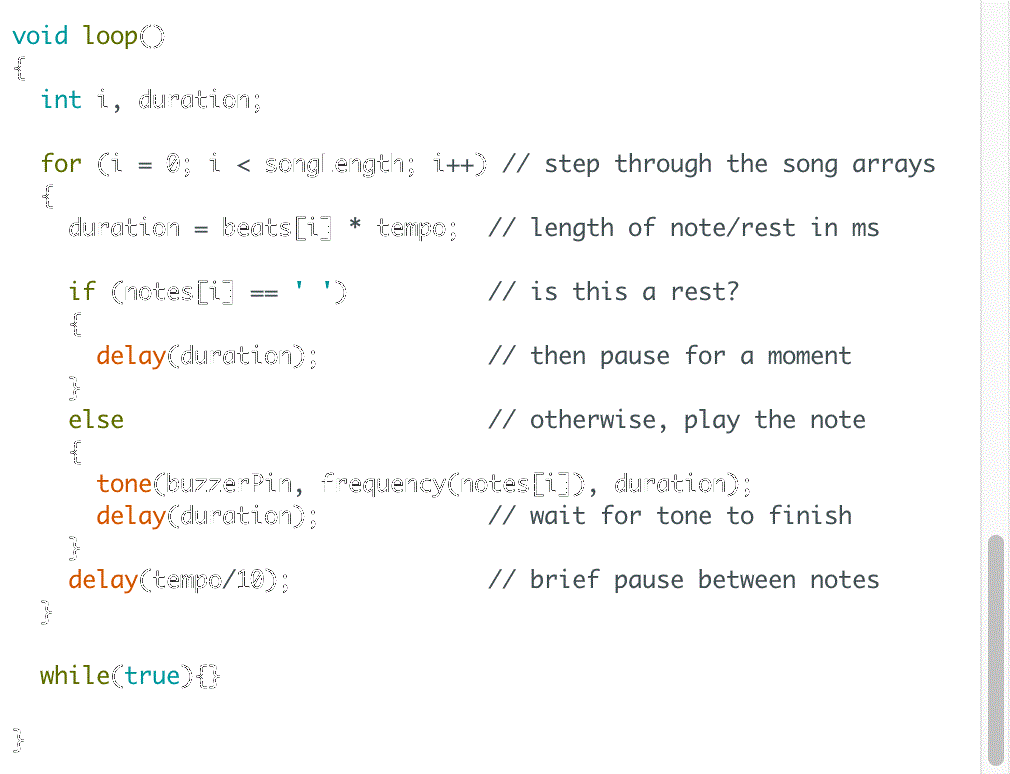 void loop()
{
  int i, duration;

  for (i = 0; i < songLength; i++) // step through the song arrays
  {
    duration = beats[i] * tempo;  // length of note/rest in ms

    if (notes[i] == ' ')          // is this a rest?
    {
      delay(duration);            // then pause for a moment
    }
    else                          // otherwise, play the note
    {
      tone(buzzerPin, frequency(notes[i]), duration);
      delay(duration);            // wait for tone to finish
    }
    delay(tempo/10);              // brief pause between notes
  }

  while(true){}

}